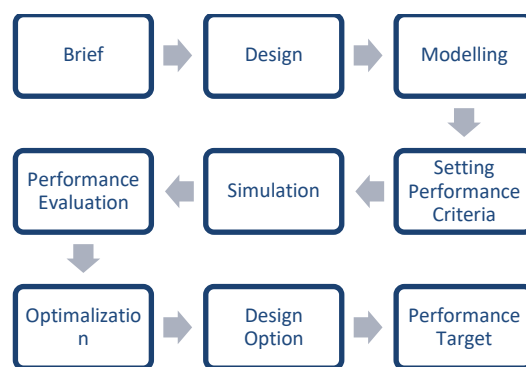 Brief
Design
Modelling
Setting
Performance
Criteria
Simulation
Performance
Evaluation
Optimalizatio
n
Design
Option
Performance
Target